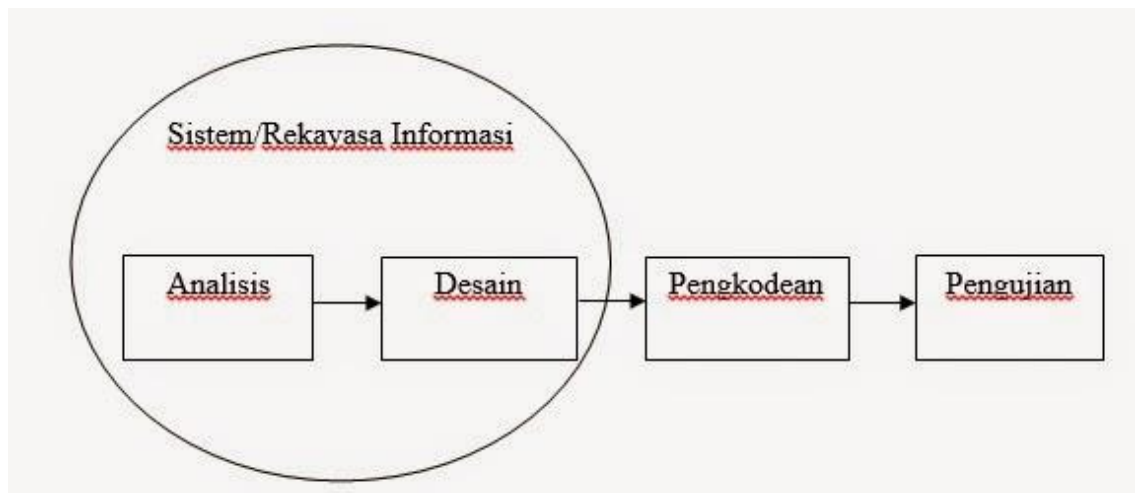 Sistem/Rekayasa Informasi
Analisis
Desain
Pengkodean
Pengujian